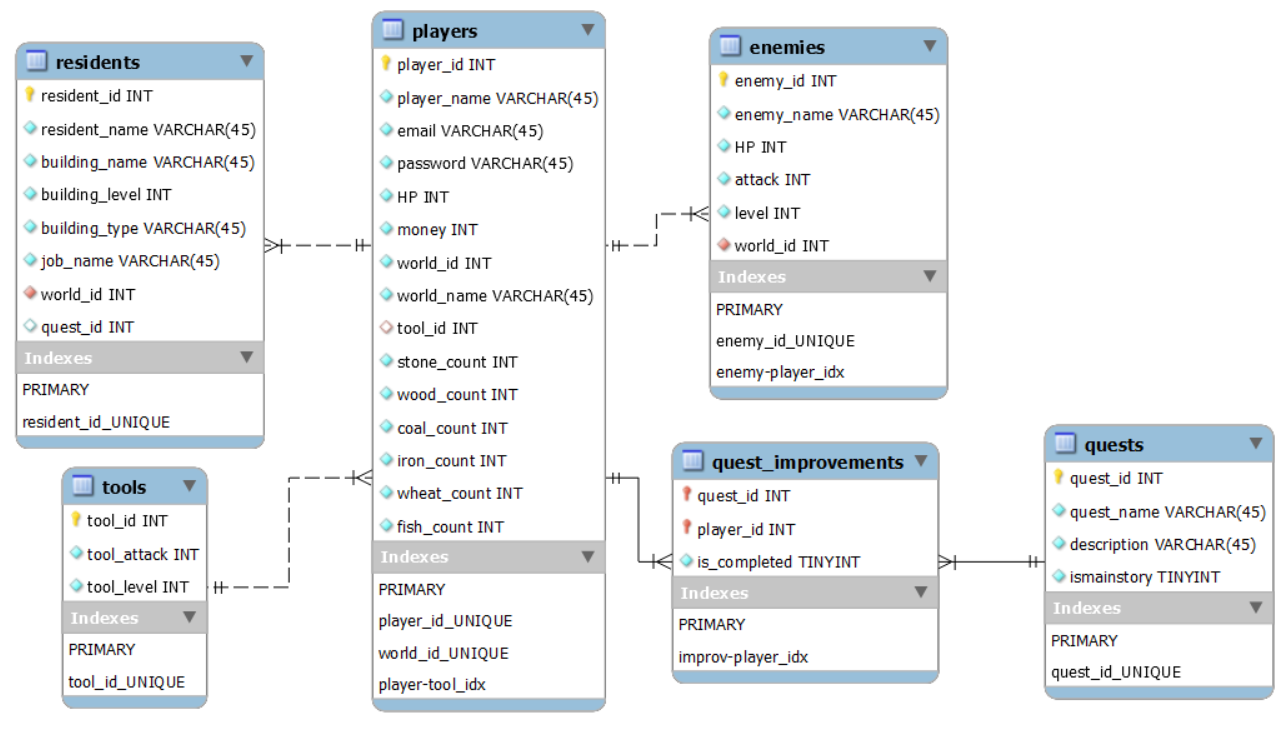 residents
resident_id INT
resident_name VARCHAR(45)
building_name VARCHAR(45)
building_level INT
building_type VARCHAR(45)
job_name VARCHAR(45)
world_id INT
quest_id INT
Indexes
PRIMARY
resident_id_UNIQUE
tools
tool_id INT
tool_attack INT
tool_level INT
Indexes
PRIMARY
tool_id_UNIQUE
players
player_id INT
player_name VARCHAR(45)
email VARCHAR(45)
password VARCHAR(45)
HP INT
money INT
world_id INT
world_name VARCHAR(45)
tool_id INT
stone_count INT
wood_count INT
coal_count INT
iron_count INT
wheat_count INT
fish_count INT
Indexes
PRIMARY
player_id_UNIQUE
world_id_UNIQUE
player-tool_idx
enemies
enemy_id INT
enemy_name VARCHAR(45)
HP INT
attack INT
level INT
world_id INT
Indexes
PRIMARY
enemy_id_UNIQUE
enemy-player_idx
quest_improvements
quest_id INT
player_id INT
is_completed TINYINT
Indexes
PRIMARY
improv-player_idx
quests
quest_id INT
quest_name VARCHAR(45)
description VARCHAR(45)
ismainstory TINYINT
Indexes
PRIMARY
quest_id_UNIQUE